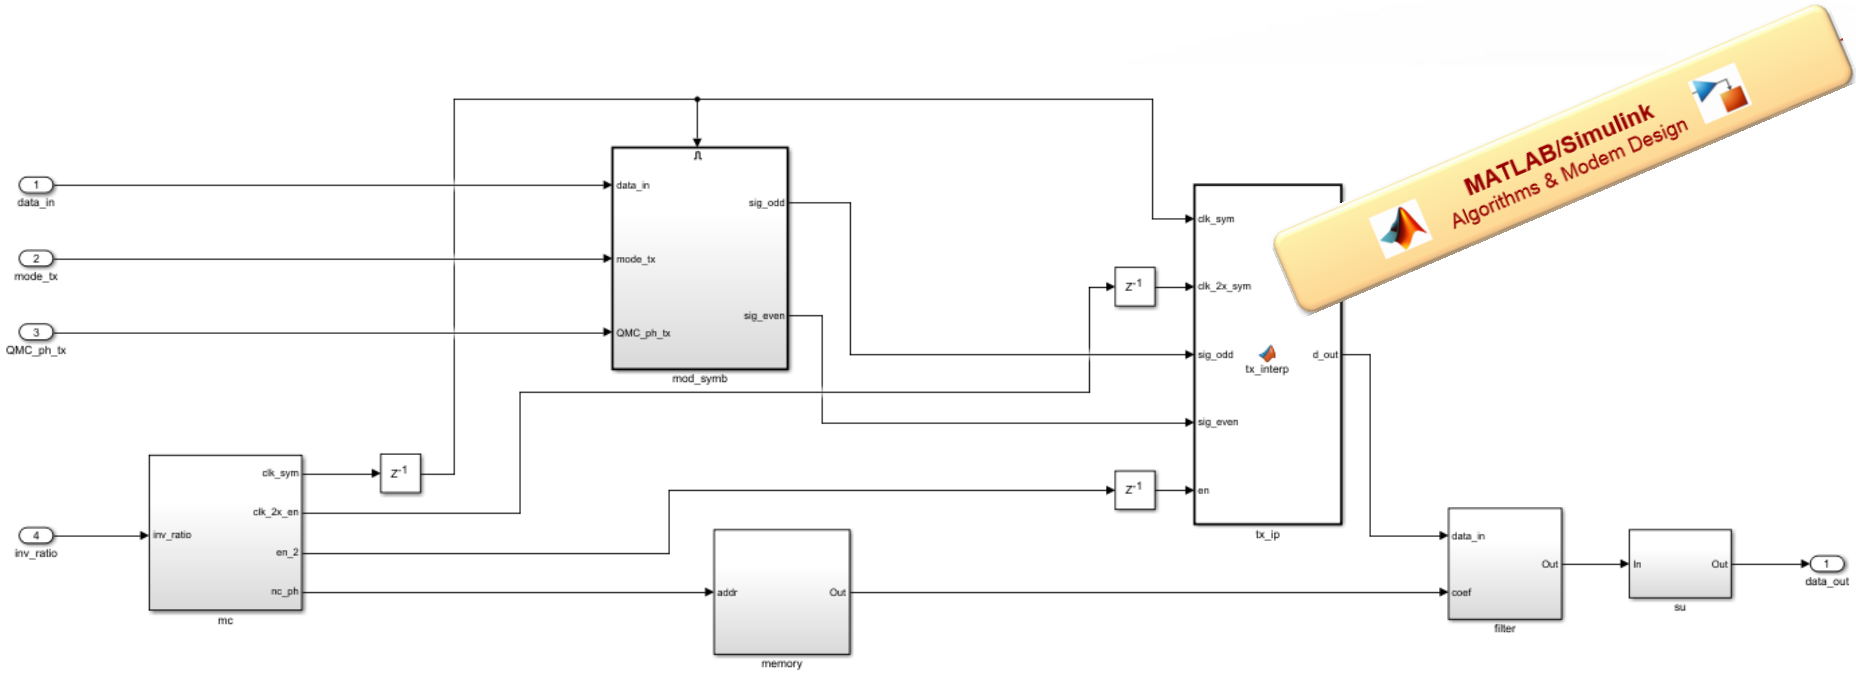 MATLAB/Simulink
Algorithms & Modem Design
1
data_in
2
mode_tx
3
QMC_ph_tx
data_in
mode_tx
QMC_ph_tx
sig_odd
sig_even
mod_symb
4
inv_ratio
inv_ratio
clk_sym
clk_2x_en
en_2
nc_ph
mc
z-1
z-1
z-1
clk_sym
clk_2x_sym
sig_odd
sig_even
en
tx_interp
d_out
tx_ip
addr
Out
memory
data_in
coef
Out
filter
In
Out
su
1
data_out